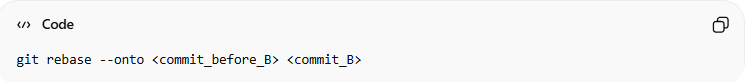 Code
git rebase --onto <commit_before_B> <commit_B>